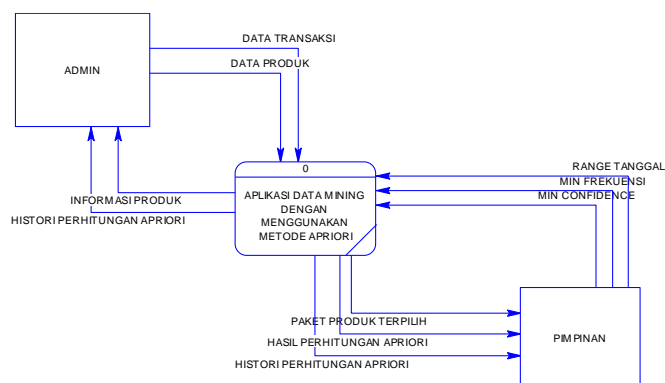 DATA TRANSAKSI
ADMIN
DATA PRODUK
0
RANGE TANGGAL
MIN FREKUENSI
MIN CONFIDENCE
APLIKASI DATA MINING
DENGAN
MENGGUNAKAN
METODE APRIORI
INFORMASI PRODUK
HISTORI PERHITUNGAN APRIORI
PAKET PRODUK TERPILIH
HASIL PERHITUNGAN APRIORI
HISTORI PERHITUNGAN APRIORI
PIMPINAN